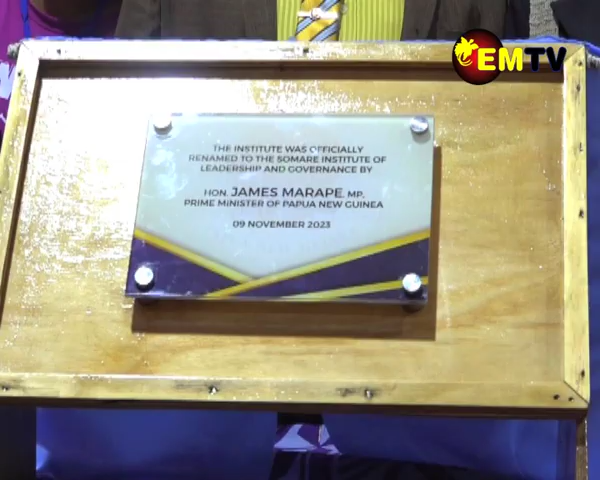 EMTV
THE INSTITUTE WAS OFFICIALLY
RENAMED TO THE SOMARE INSTITUTE OF
LEADERSHIP AND GOVERNANCE BY
HON. JAMES MARAPE, MP,
PRIME MINISTER OF PAPUA NEW GUINEA
09 NOVEMBER 2023